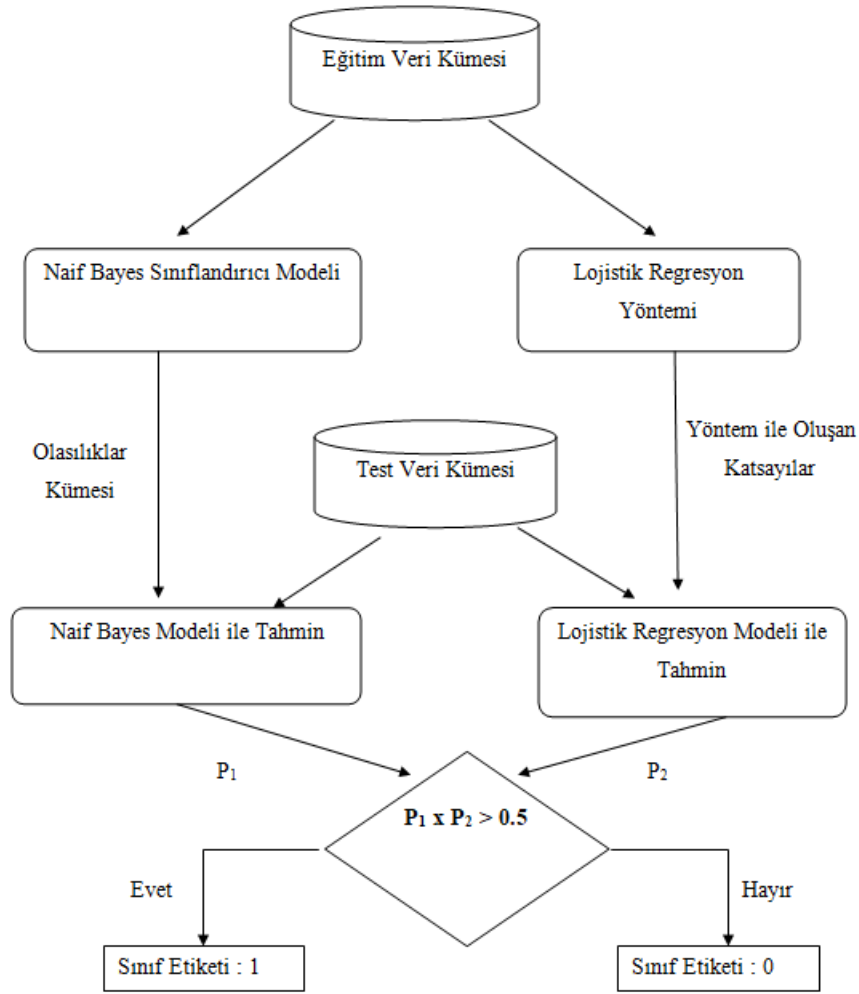 Eğitim Veri Kümesi
Naif Bayes Sınıflandırıcı Modeli
Lojistik Regresyon
Yöntemi
Olasılıklar
Kümesi
Test Veri Kümesi
Yöntem ile Oluşan
Katsayılar
Naif Bayes Modeli ile Tahmin
Lojistik Regresyon Modeli ile
Tahmin
P₁
P₂
P₁ x P₂ > 0.5
Evet
Hayır
Sınıf Etiketi : 1
Sınıf Etiketi : 0